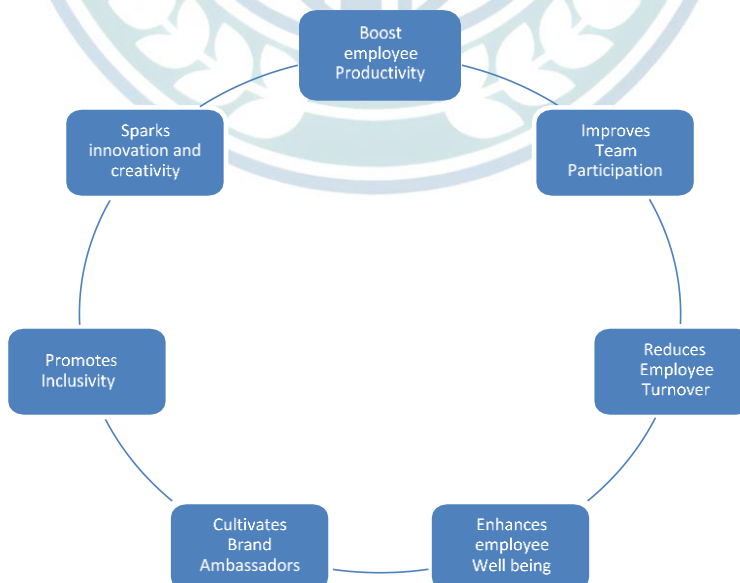 Boost
employee
Productivity
Improves
Team
Participation
Reduces
Employee
Turnover
Enhances
employee
Well being
Cultivates
Brand
Ambassadors
Promotes
Inclusivity
Sparks
innovation and
creativity